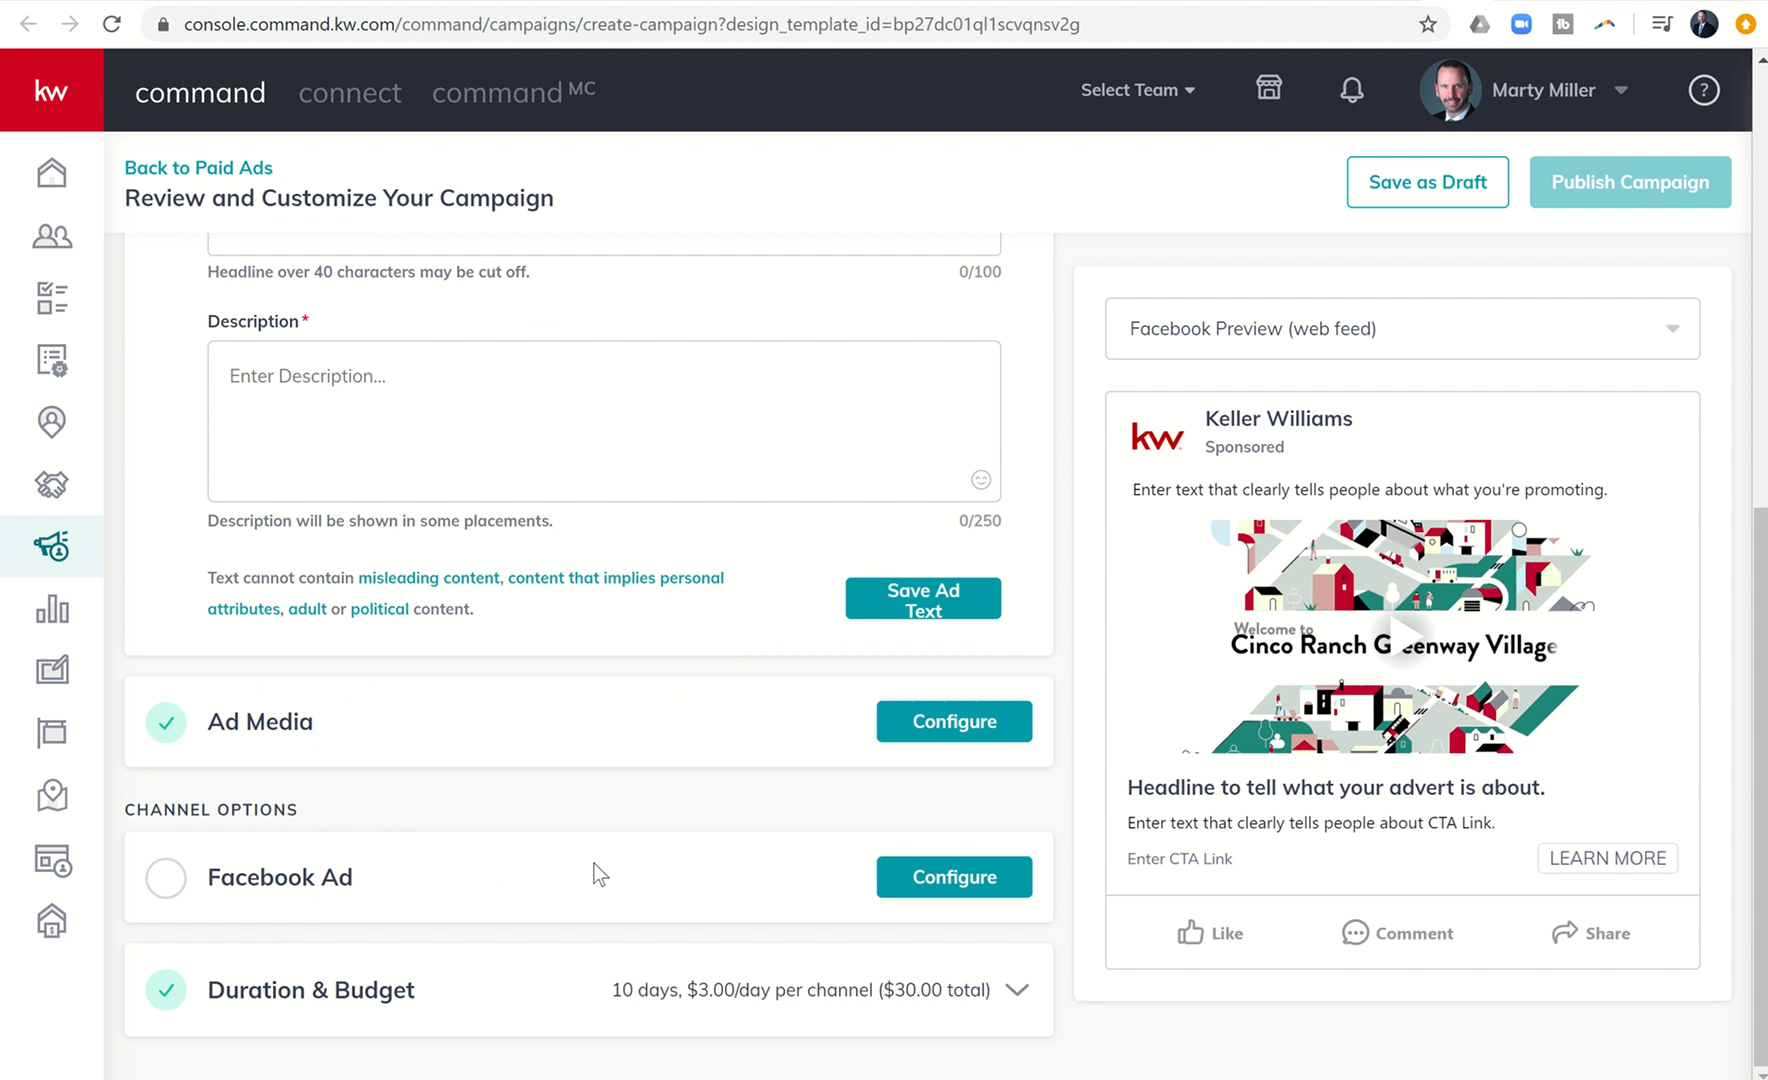 console.command.kw.com/command/campaigns/create-campaign?design_template_id=bp27dc01ql1scvqnsv2g
kw
command connect command MC
Select Team
Marty Miller
?
Back to Paid Ads
Review and Customize Your Campaign
Save as Draft
Publish Campaign
Headline over 40 characters may be cut off.
0/100
Description*
Enter Description...
Description will be shown in some placements.
0/250
Text cannot contain misleading content, content that implies personal
attributes, adult or political content.
Save Ad
Text
Ad Media
Configure
CHANNEL OPTIONS
Facebook Ad
Configure
Duration & Budget
10 days, $3.00/day per channel ($30.00 total)
Facebook Preview (web feed)
kw
Keller Williams
Sponsored
Enter text that clearly tells people about what you're promoting.
Welcome to
Cinco Ranch Greenway Village
Headline to tell what your advert is about.
Enter text that clearly tells people about CTA Link.
Enter CTA Link
LEARN MORE
Like
Comment
Share